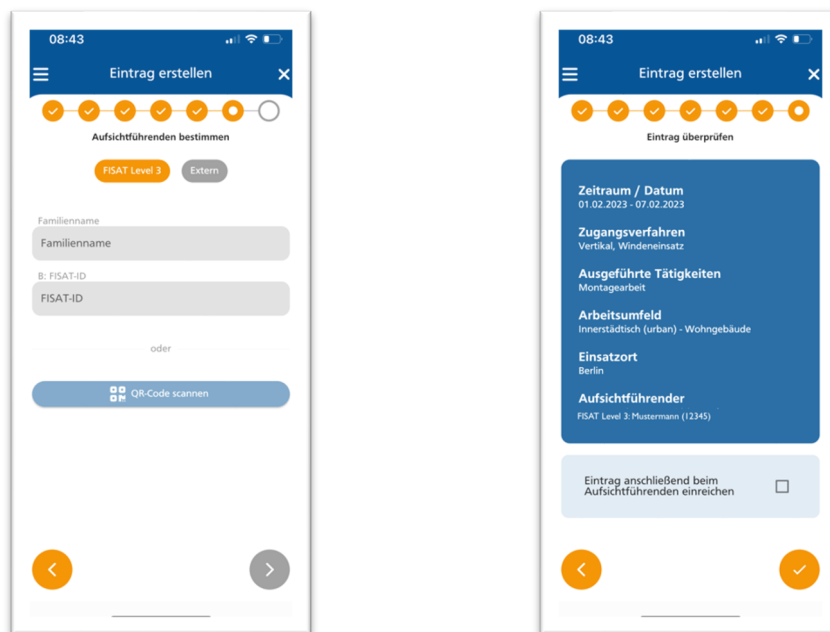 08:43
Eintrag erstellen
Aufsichtführenden bestimmen
FISAT Level 3
Extern
Familienname
Familienname
B: FISAT-ID
FISAT-ID
oder
QR-Code scannen
08:43
Eintrag erstellen
Eintrag überprüfen
Zeitraum / Datum
01.02.2023 - 07.02.2023
Zugangsverfahren
Vertikal, Windeneinsatz
Ausgeführte Tätigkeiten
Montagearbeit
Arbeitsumfeld
Innerstädtisch (urban) - Wohngebäude
Einsatzort
Berlin
Aufsichtführender
FISAT Level 3: Mustermann (12345)
Eintrag anschließend beim
Aufsichtführenden einreichen